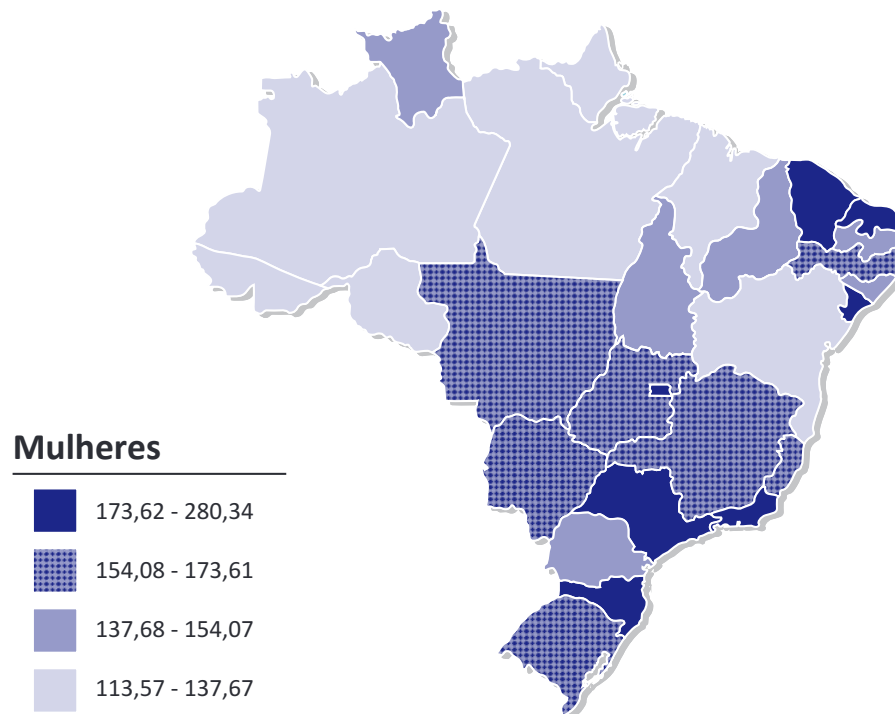 Mulheres
173,62 - 280,34
154,08 - 173,61
137,68 - 154,07
113,57 - 137,67